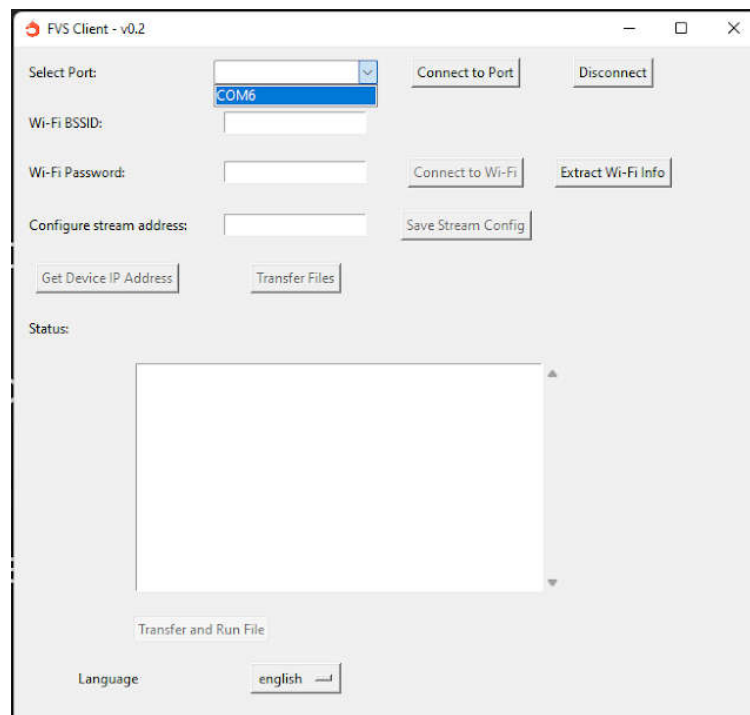 FVS Client - v0.2
Select Port: Connect to Port Disconnect
COM6
Wi-Fi BSSID:
Wi-Fi Password: Connect to Wi-Fi Extract Wi-Fi Info
Configure stream address: Save Stream Config
Get Device IP Address Transfer Files
Status:
Transfer and Run File
Language english